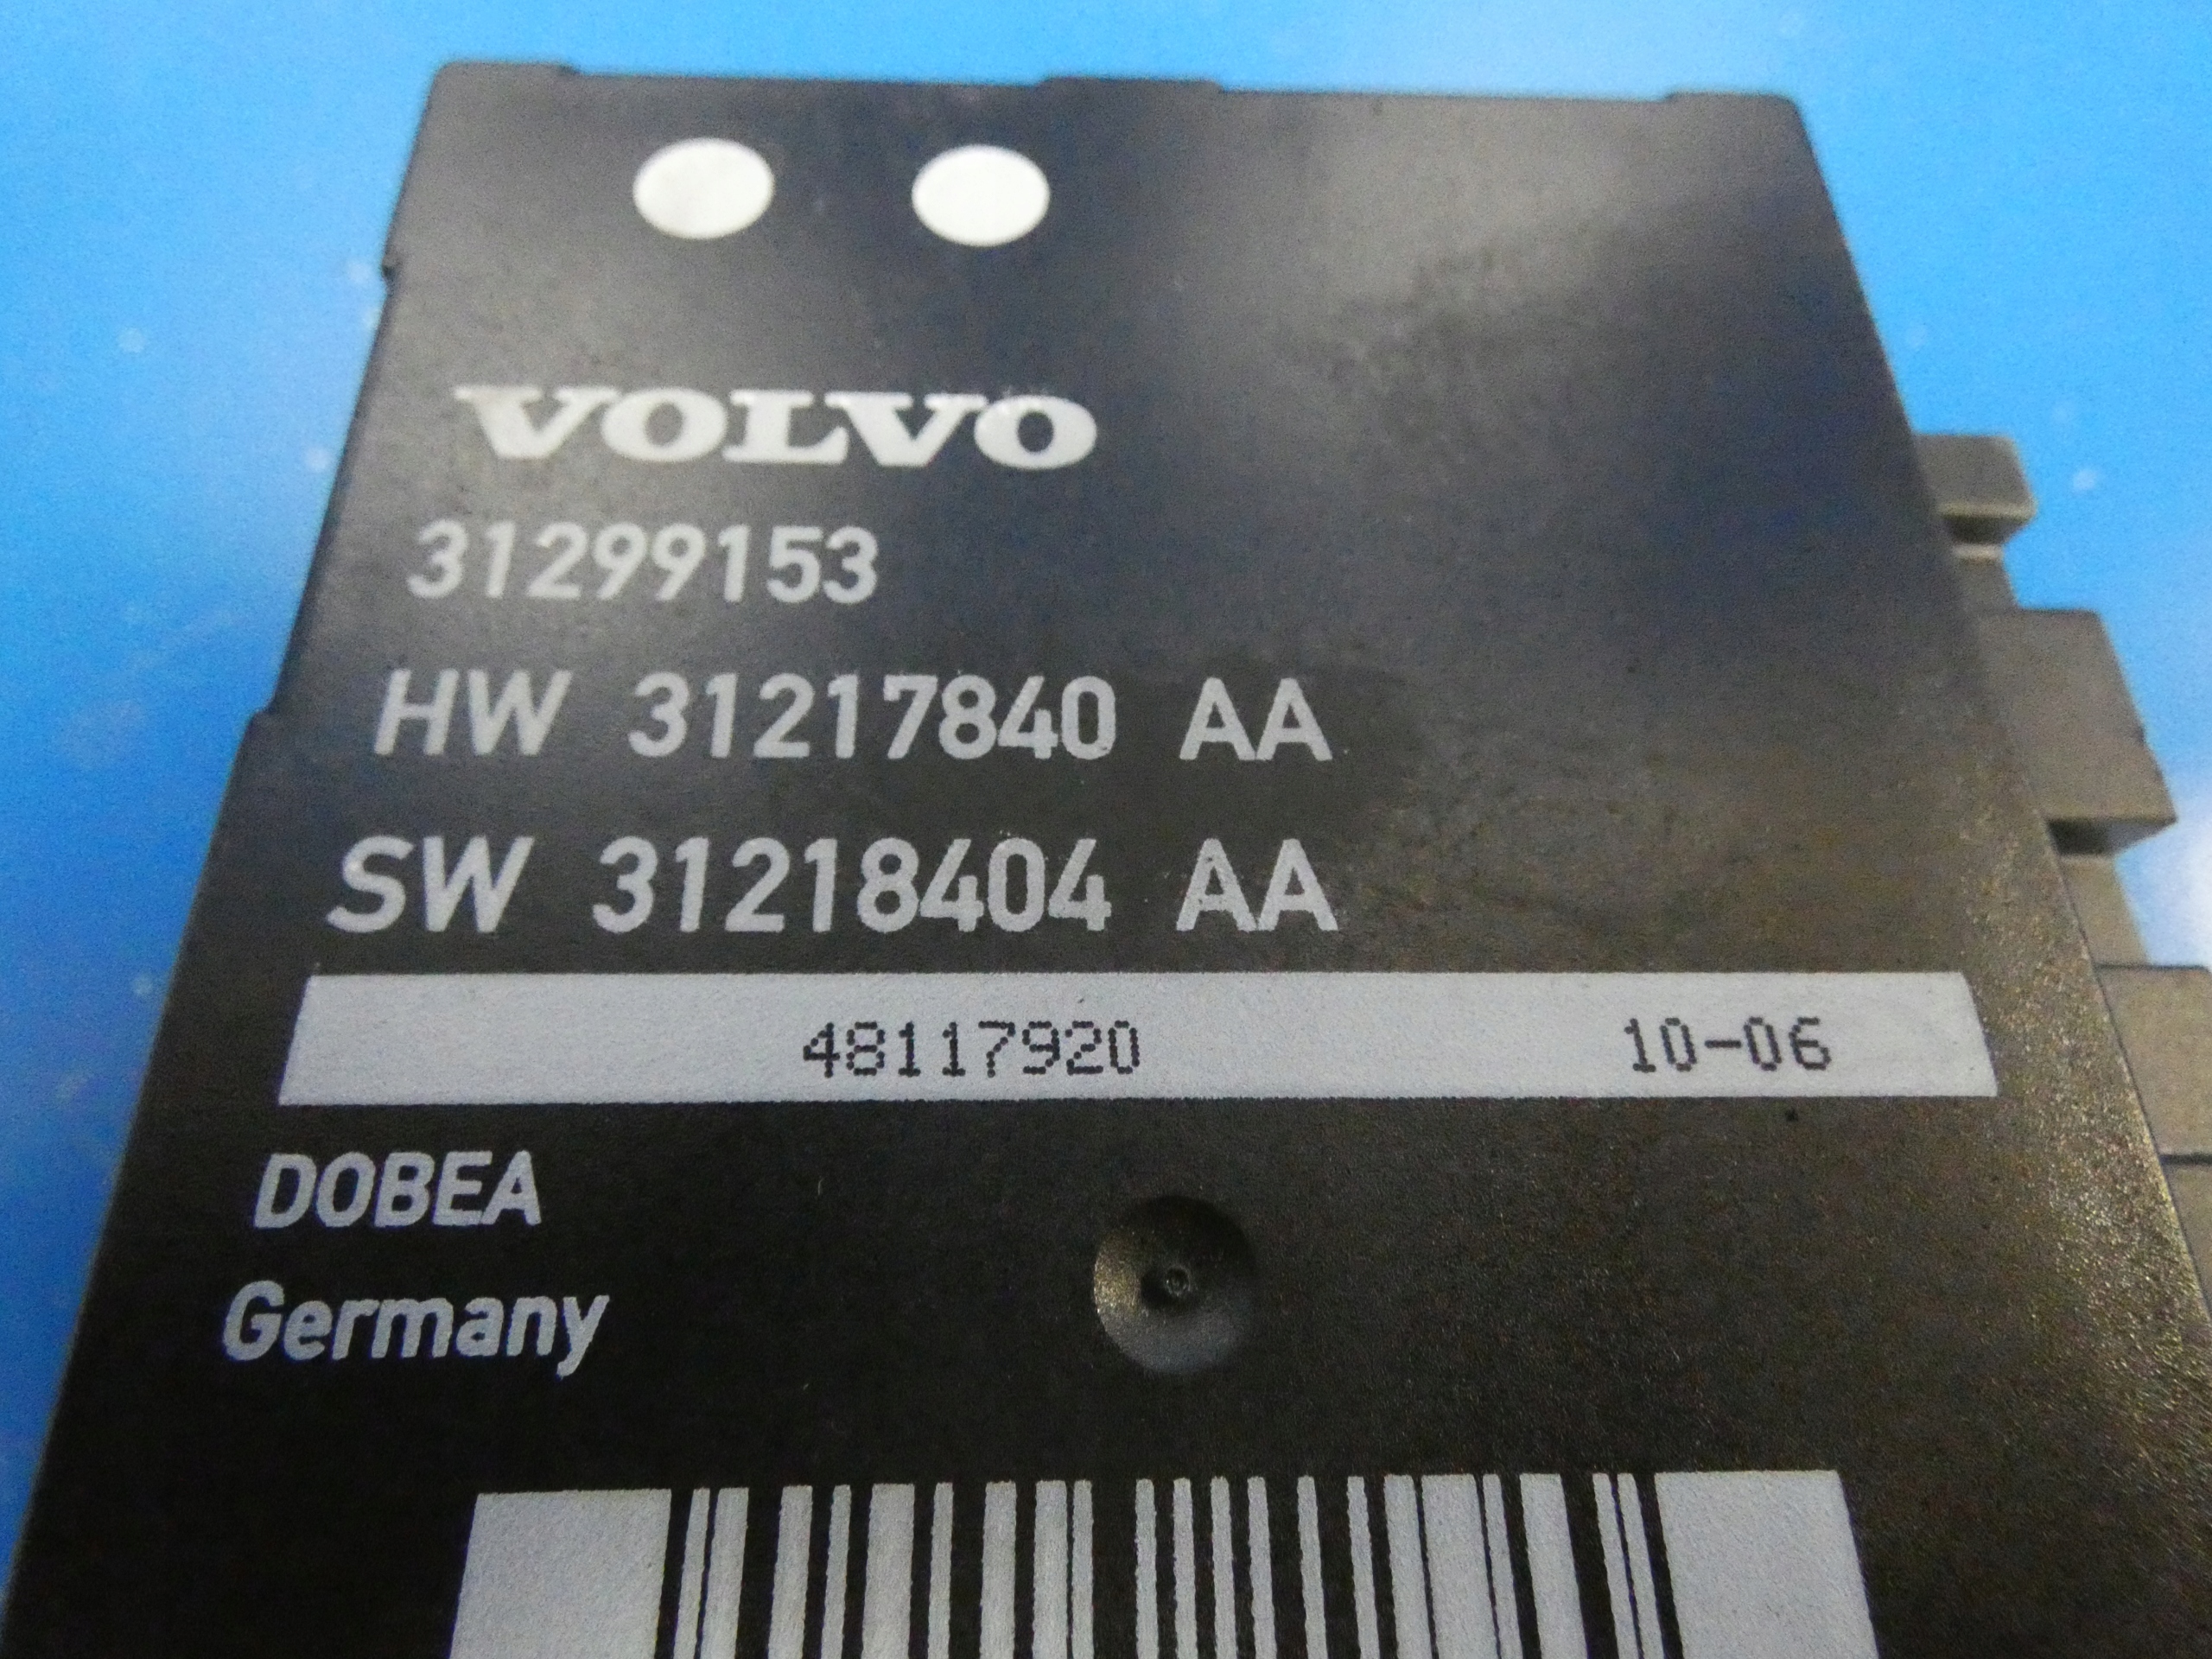 VOLVO
31299153
HW 31217840 AA
SW 31218404 AA
48117920 10-06
DOBEA
Germany